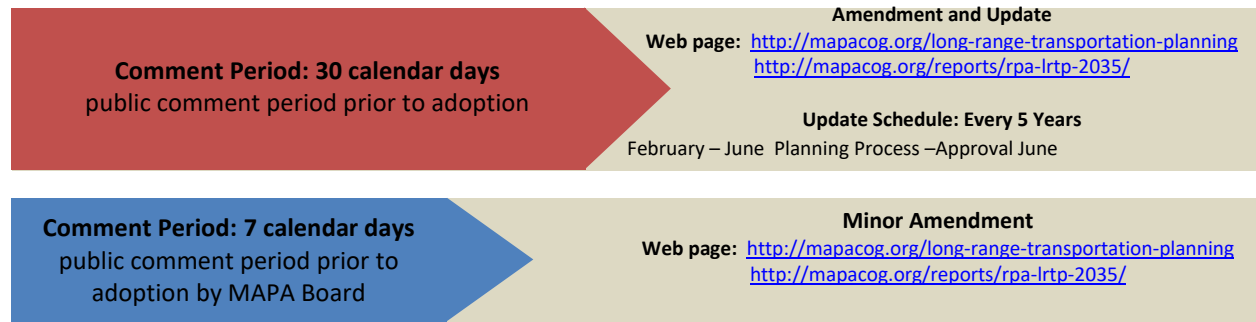 Comment Period: 30 calendar days
public comment period prior to adoption
Amendment and Update
Web page: http://mapacog.org/long-range-transportation-planning
http://mapacog.org/reports/rpa-lrtp-2035/
Update Schedule: Every 5 Years
February – June Planning Process –Approval June
Comment Period: 7 calendar days
public comment period prior to
adoption by MAPA Board
Minor Amendment
Web page: http://mapacog.org/long-range-transportation-planning
http://mapacog.org/reports/rpa-lrtp-2035/